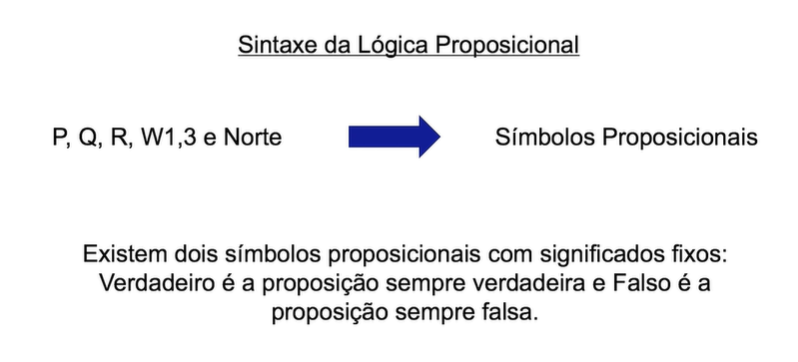 Sintaxe da Lógica Proposicional
P, Q, R, W1,3 e Norte
Símbolos Proposicionais
Existem dois símbolos proposicionais com significados fixos:
Verdadeiro é a proposição sempre verdadeira e Falso é a
proposição sempre falsa.